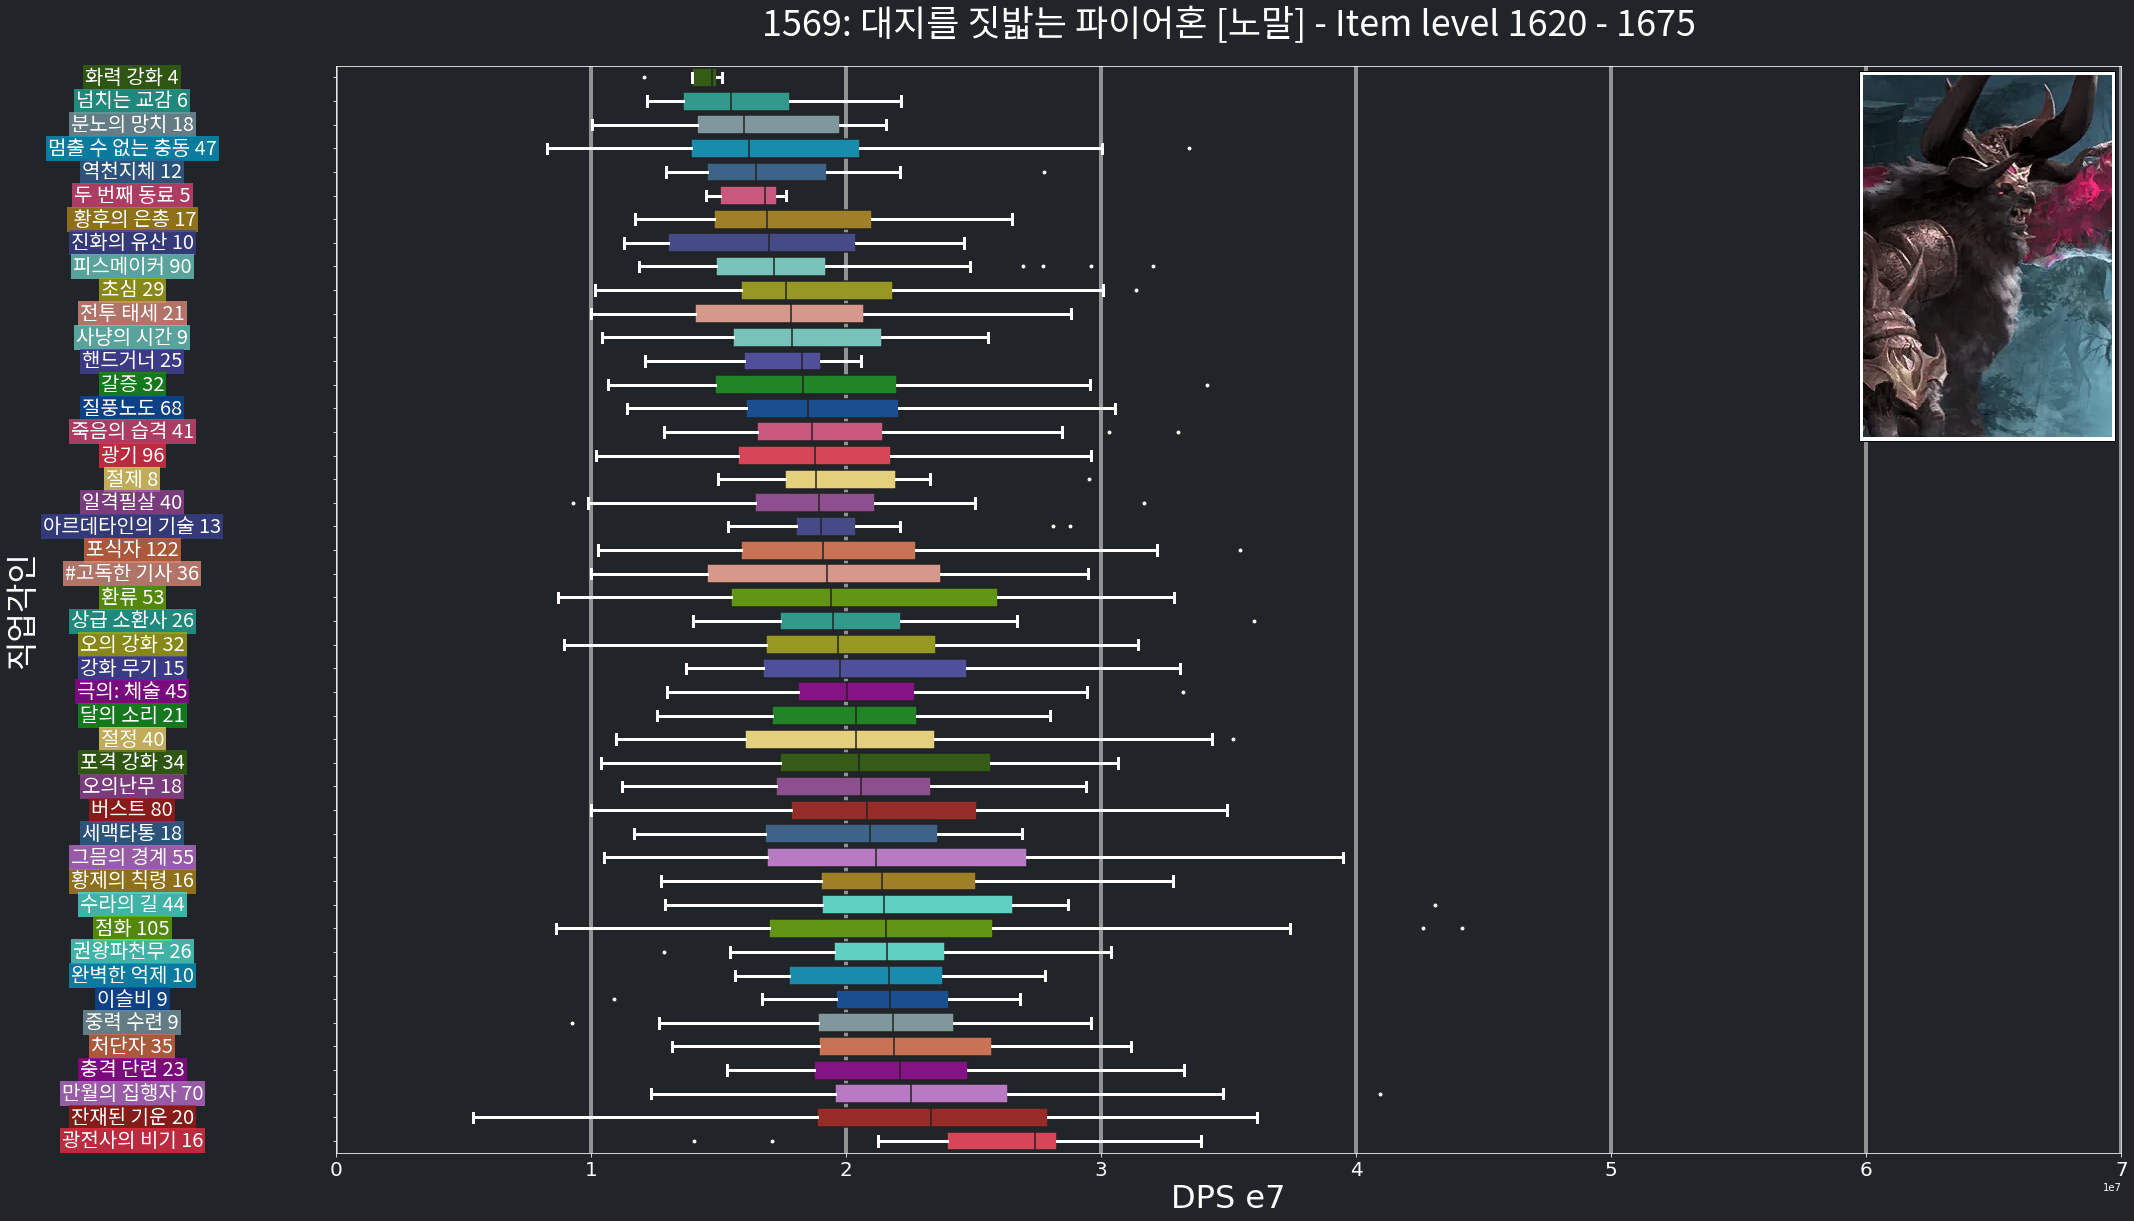 1569: 대지를 짓밟는 파이어혼 [노말] - Item level 1620 - 1675
화력 강화 4
넘치는 교감 6
분노의 망치 18
멈출 수 없는 충동 47
역천지체 12
두 번째 동료 5
황후의 은총 17
진화의 유산 10
피스메이커 90
초심 29
전투 태세 21
사냥의 시간 9
핸드거너 25
갈증 32
질풍노도 68
죽음의 습격 41
광기 96
절제 8
일격필살 40
아르데타인의 기술 13
포식자 122
#고독한 기사 36
환류 53
상급 소환사 26
오의 강화 32
강화 무기 15
극의: 체술 45
달의 소리 21
절정 40
포격 강화 34
오의난무 18
버스트 80
세맥타통 18
그믐의 경계 55
황제의 칙령 16
수라의 길 44
점화 105
권왕파천무 26
완벽한 억제 10
이슬비 9
중력 수련 9
처단자 35
충격 단련 23
만월의 집행자 70
잔재된 기운 20
광전사의 비기 16
직업각인
0 1 2 3 4 5 6 7
1e7
DPS e7